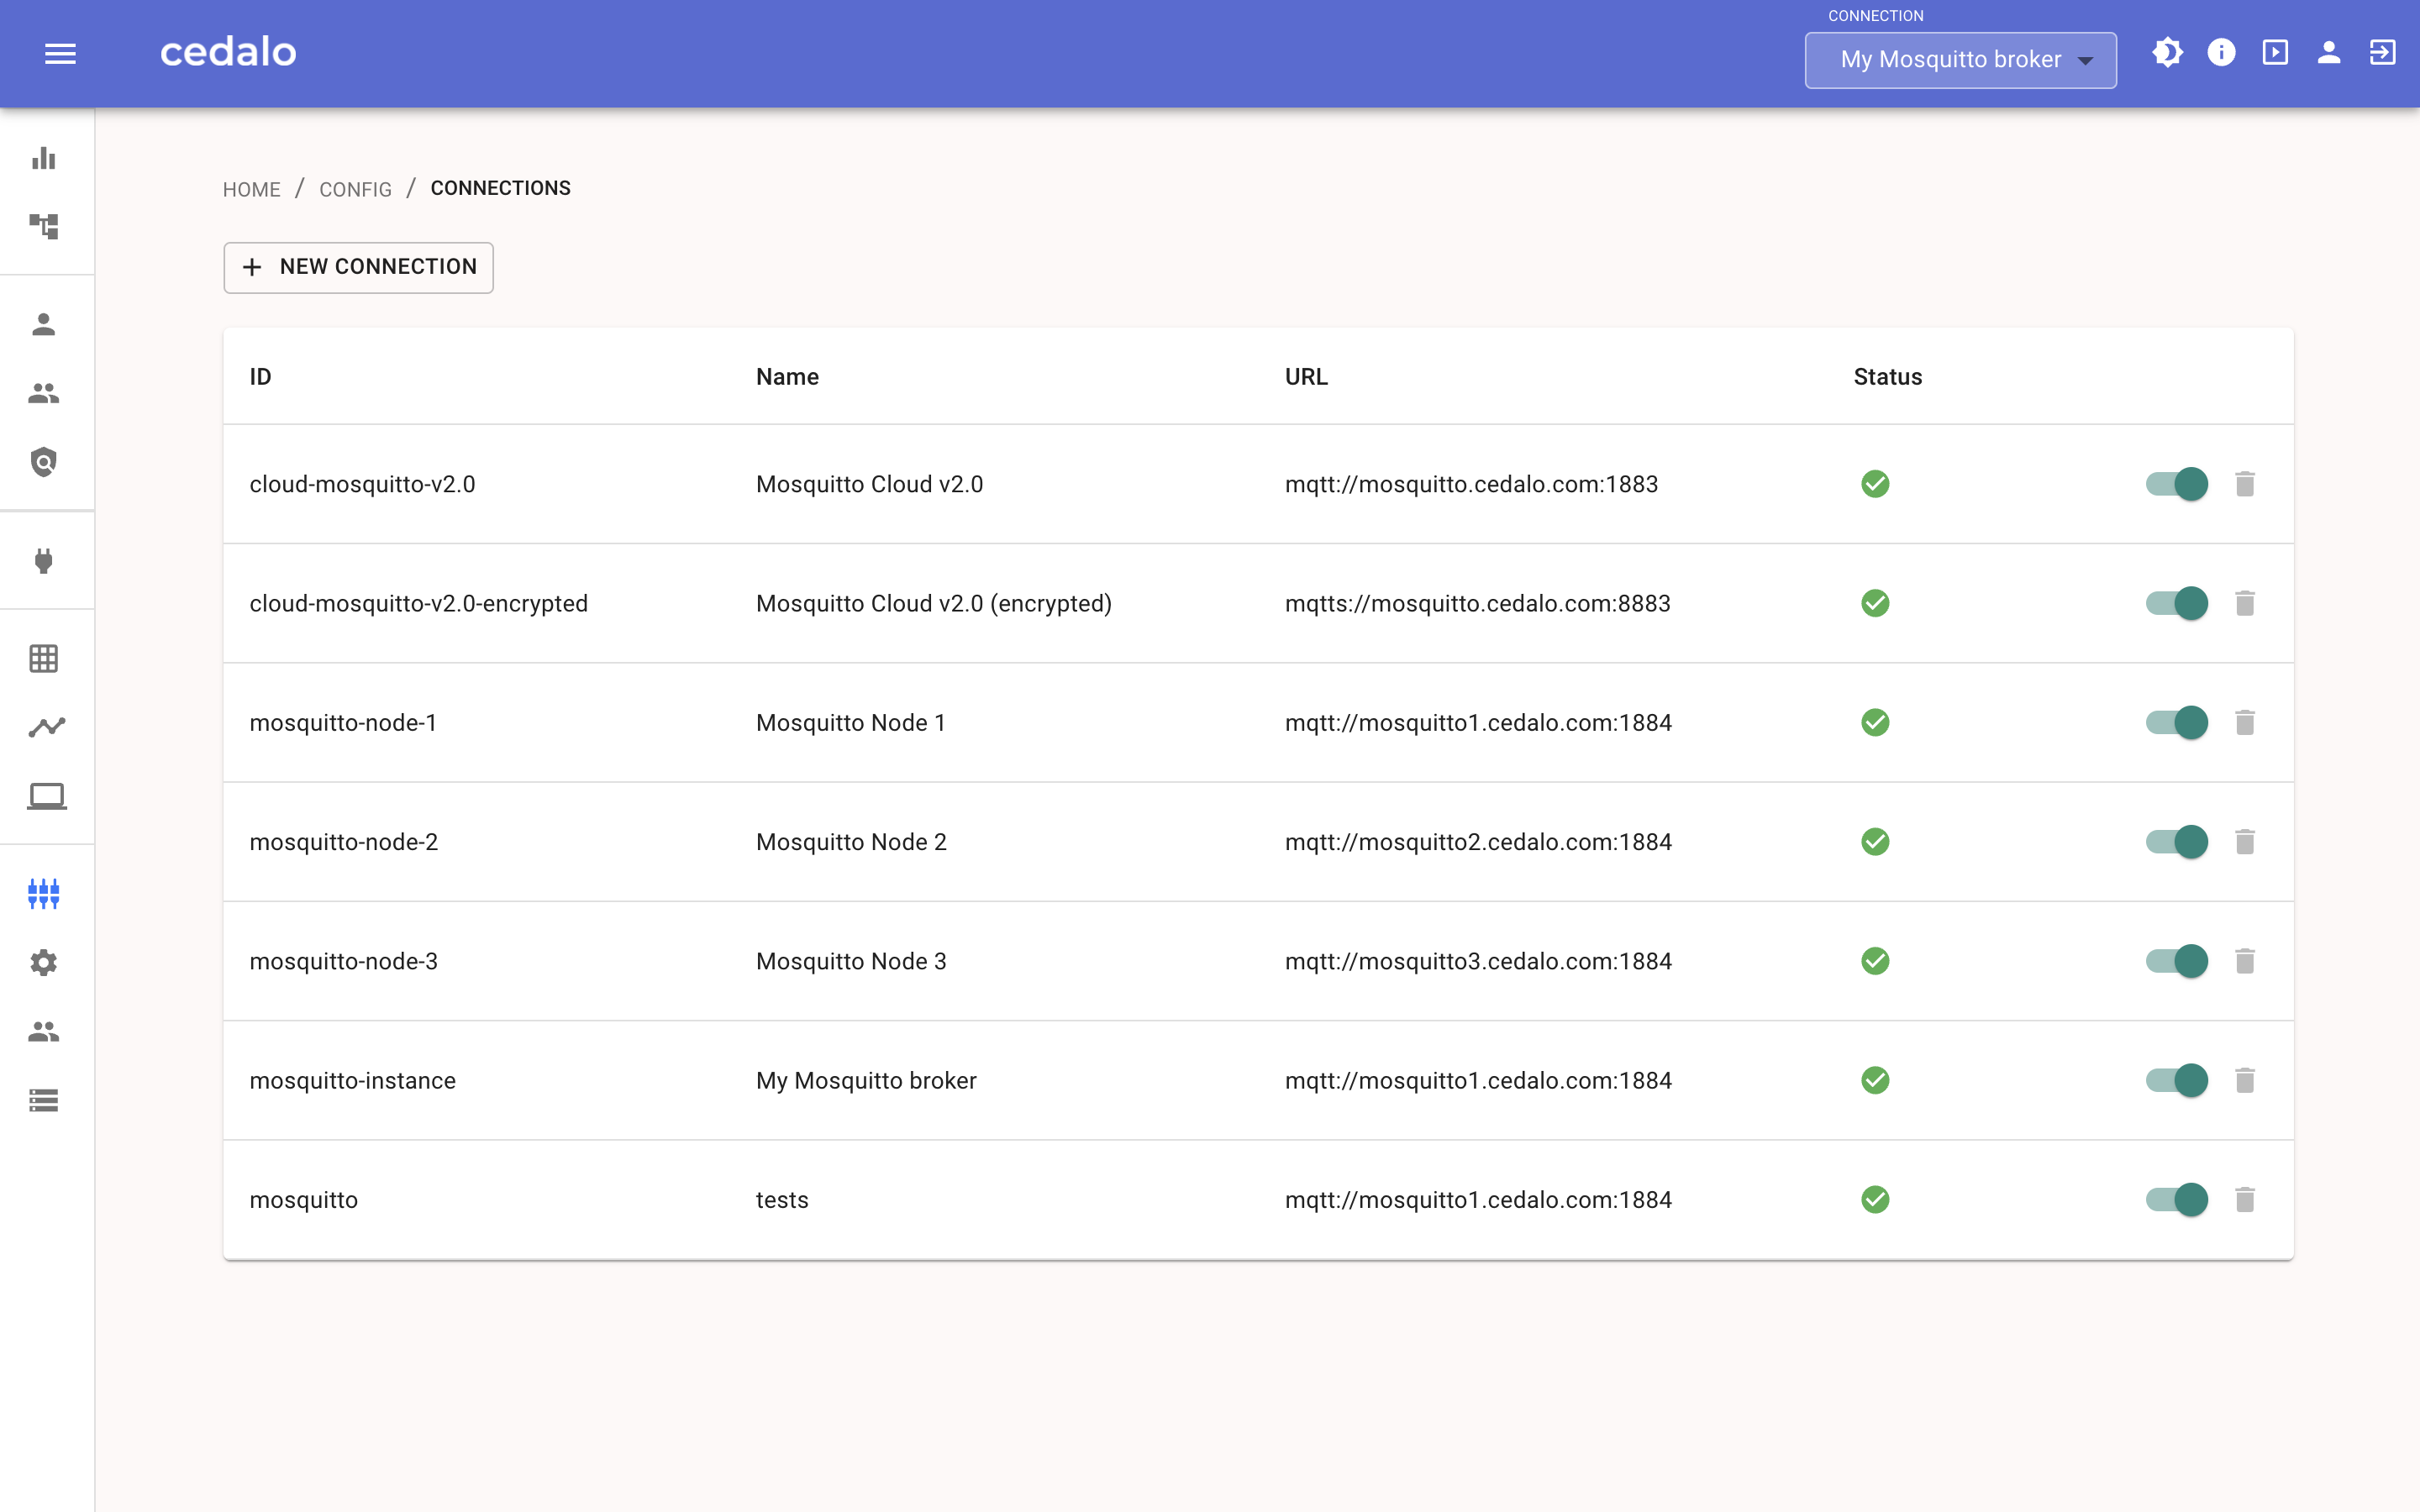 CONNECTION
cedalo
My Mosquitto broker
HOME / CONFIG / CONNECTIONS
+ NEW CONNECTION
ID Name URL Status
cloud-mosquitto-v2.0 Mosquitto Cloud v2.0 mqtt://mosquitto.cedalo.com:1883
cloud-mosquitto-v2.0-encrypted Mosquitto Cloud v2.0 (encrypted) mqtts://mosquitto.cedalo.com:8883
mosquitto-node-1 Mosquitto Node 1 mqtt://mosquitto1.cedalo.com:1884
mosquitto-node-2 Mosquitto Node 2 mqtt://mosquitto2.cedalo.com:1884
mosquitto-node-3 Mosquitto Node 3 mqtt://mosquitto3.cedalo.com:1884
mosquitto-instance My Mosquitto broker mqtt://mosquitto1.cedalo.com:1884
mosquitto tests mqtt://mosquitto1.cedalo.com:1884